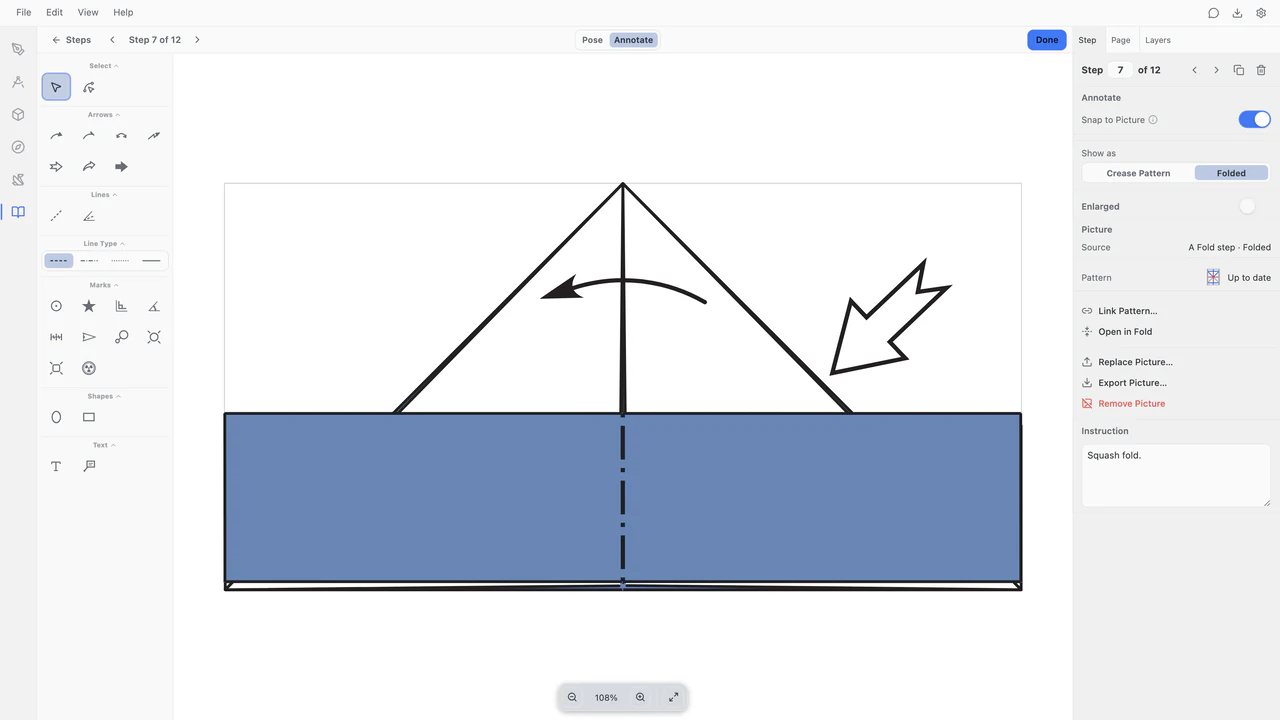 File Edit View Help
Steps
Step 7 of 12
Pose Annotate
Done
Step Page Layers
Select
Arrows
Lines
Line Type
Marks
Shapes
Text
108%
Step 7 of 12
Annotate
Snap to Picture
Show as
Crease Pattern Folded
Enlarged
Picture
Source A Fold step · Folded
Pattern Up to date
Link Pattern...
Open in Fold
Replace Picture...
Export Picture...
Remove Picture
Instruction
Squash fold.